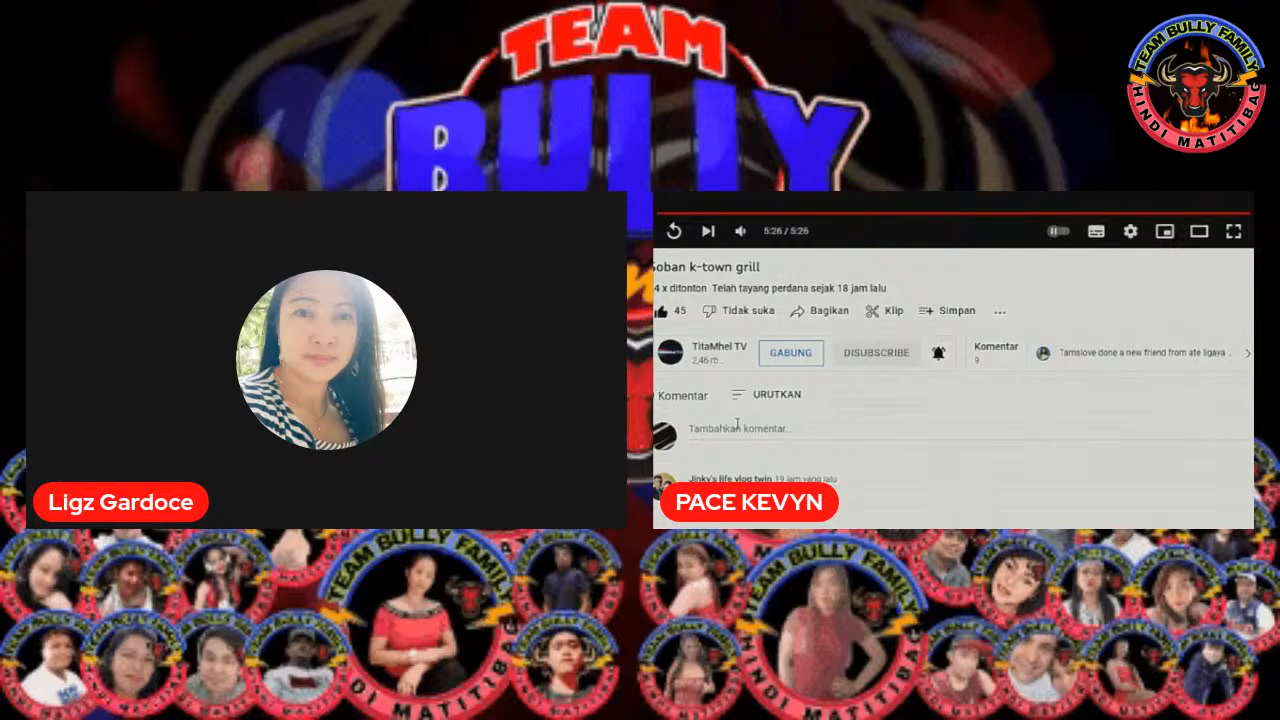 TEAM
BULLY
TEAM BULLY FAMILY
HINDI MATITIBAG
5:26 / 5:26
Soban k-town grill
4 x ditonton Telah tayang perdana sejak 18 jam lalu
45 Tidak suka Bagikan Klip Simpan ...
TitaMhel TV
2,46 rb...
GABUNG
DISUBSCRIBE
Komentar
9
Tamslove done a new friend from ate ligaya ...
Komentar
URUTKAN
Tambahkan komentar...
Jinky's life vlog twin 19 jam yang lalu
Ligz Gardoce
PACE KEVYN
TEAM BULLY FAMILY
DI MATITIB
TEAM BULLY FAMILY
HINDI MATITIBAG